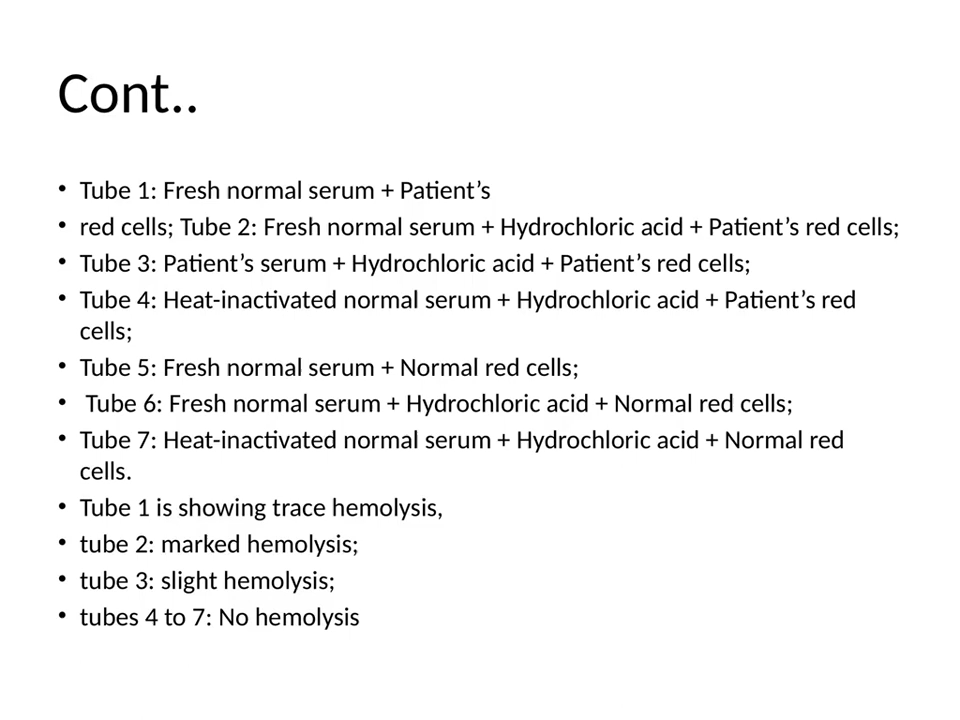 Cont..
• Tube 1: Fresh normal serum + Patient’s
• red cells; Tube 2: Fresh normal serum + Hydrochloric acid + Patient’s red cells;
• Tube 3: Patient’s serum + Hydrochloric acid + Patient’s red cells;
• Tube 4: Heat-inactivated normal serum + Hydrochloric acid + Patient’s red
cells;
• Tube 5: Fresh normal serum + Normal red cells;
• Tube 6: Fresh normal serum + Hydrochloric acid + Normal red cells;
• Tube 7: Heat-inactivated normal serum + Hydrochloric acid + Normal red
cells.
• Tube 1 is showing trace hemolysis,
• tube 2: marked hemolysis;
• tube 3: slight hemolysis;
• tubes 4 to 7: No hemolysis